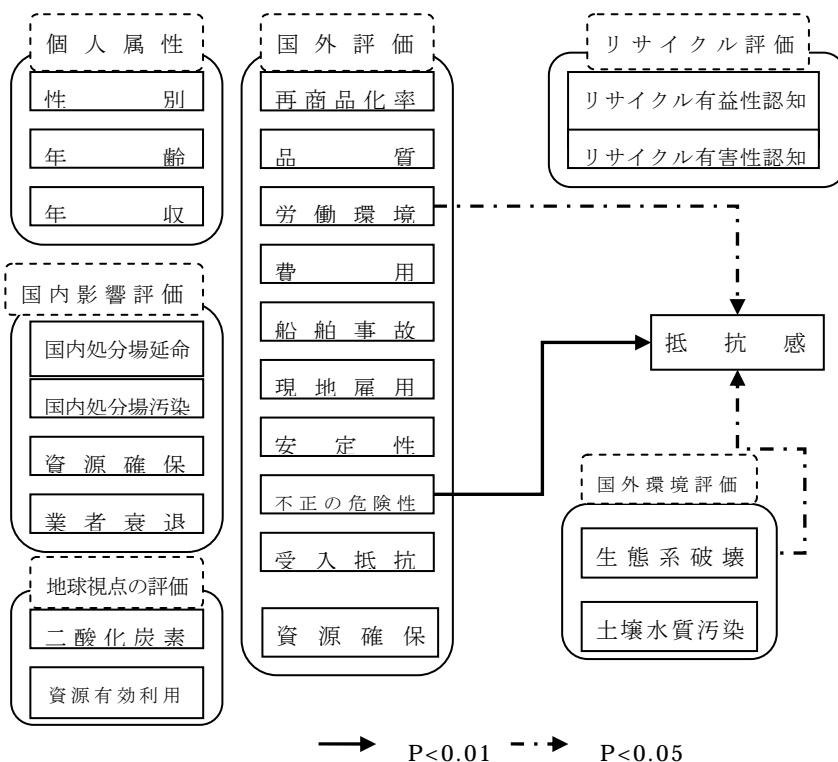 個人属性
性別
年齢
年収
国内影響評価
国内処分場延命
国内処分場汚染
資源確保
業者衰退
地球視点の評価
二酸化炭素
資源有効利用
国外評価
再商品化率
品質
労働環境
費用
船舶事故
現地雇用
安定性
不正の危険性
受入抵抗
資源確保
リサイクル評価
リサイクル有益性認知
リサイクル有害性認知
抵抗感
国外環境評価
生態系破壊
土壌水質汚染
P<0.01 P<0.05